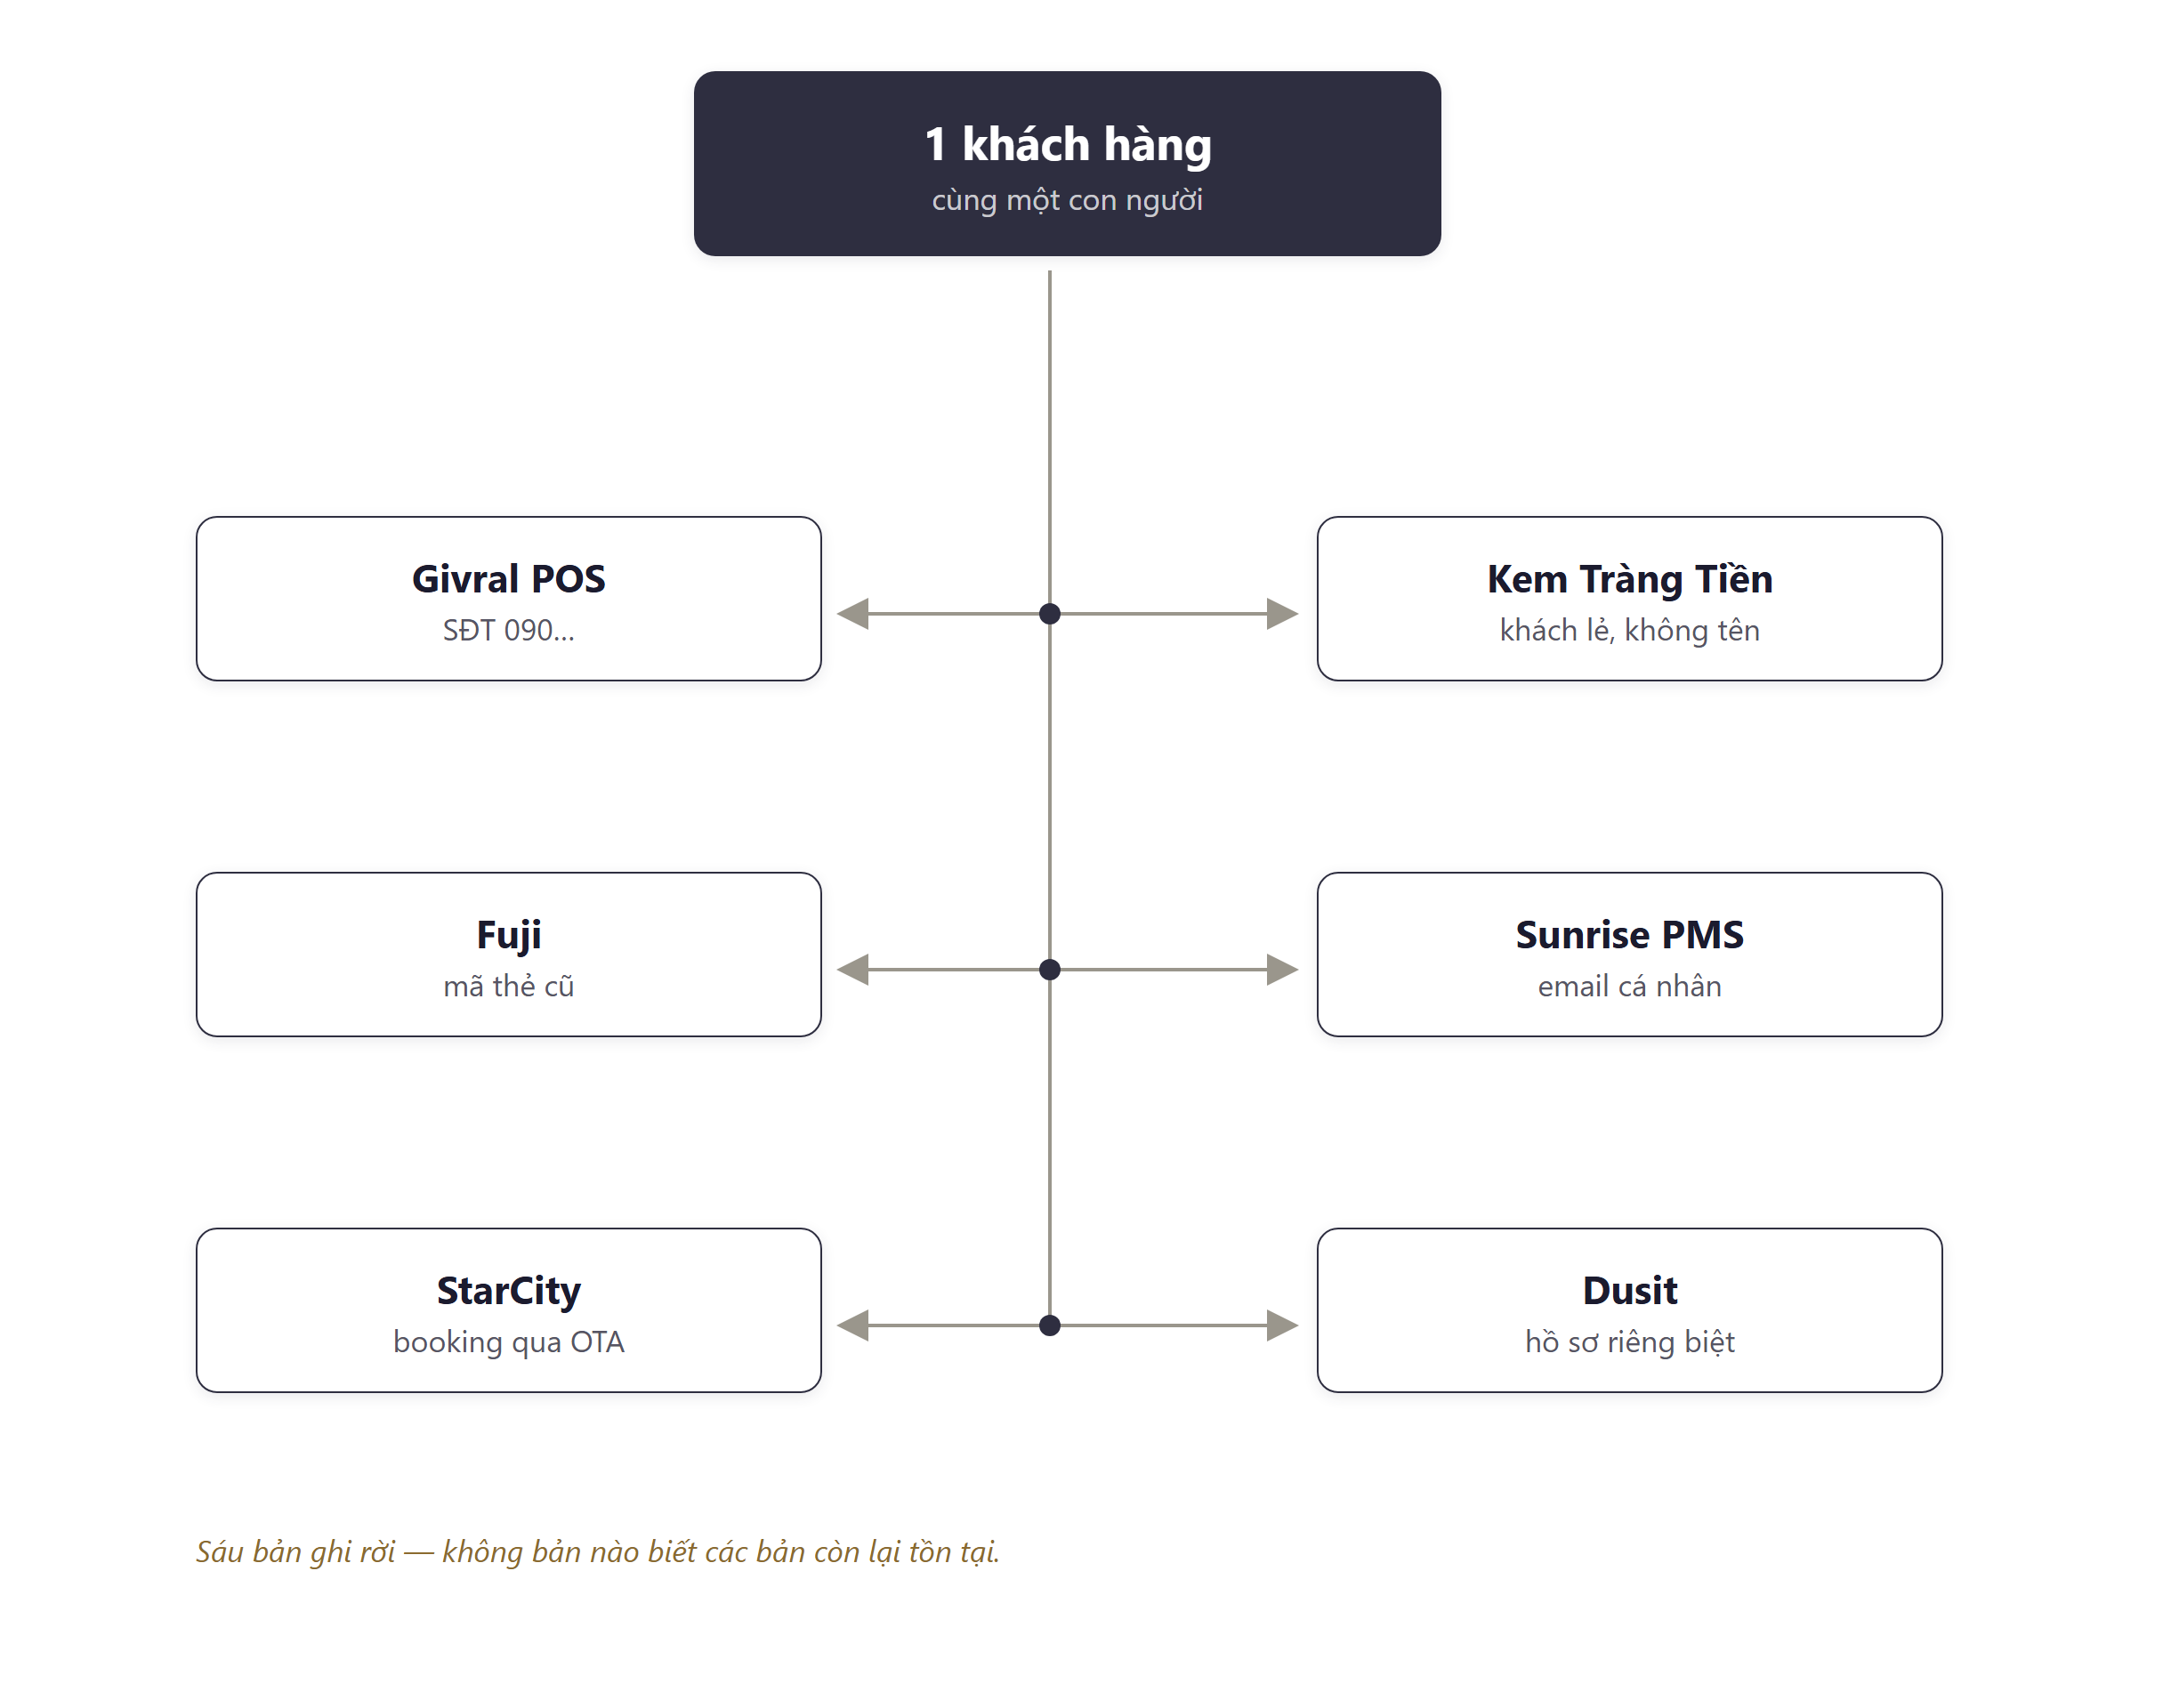 1 khách hàng
cùng một con người
Givral POS
SĐT 090...
Kem Tràng Tiền
khách lẻ, không tên
Fuji
mã thẻ cũ
Sunrise PMS
email cá nhân
StarCity
booking qua OTA
Dusit
hồ sơ riêng biệt
Sáu bản ghi rời — không bản nào biết các bản còn lại tồn tại.